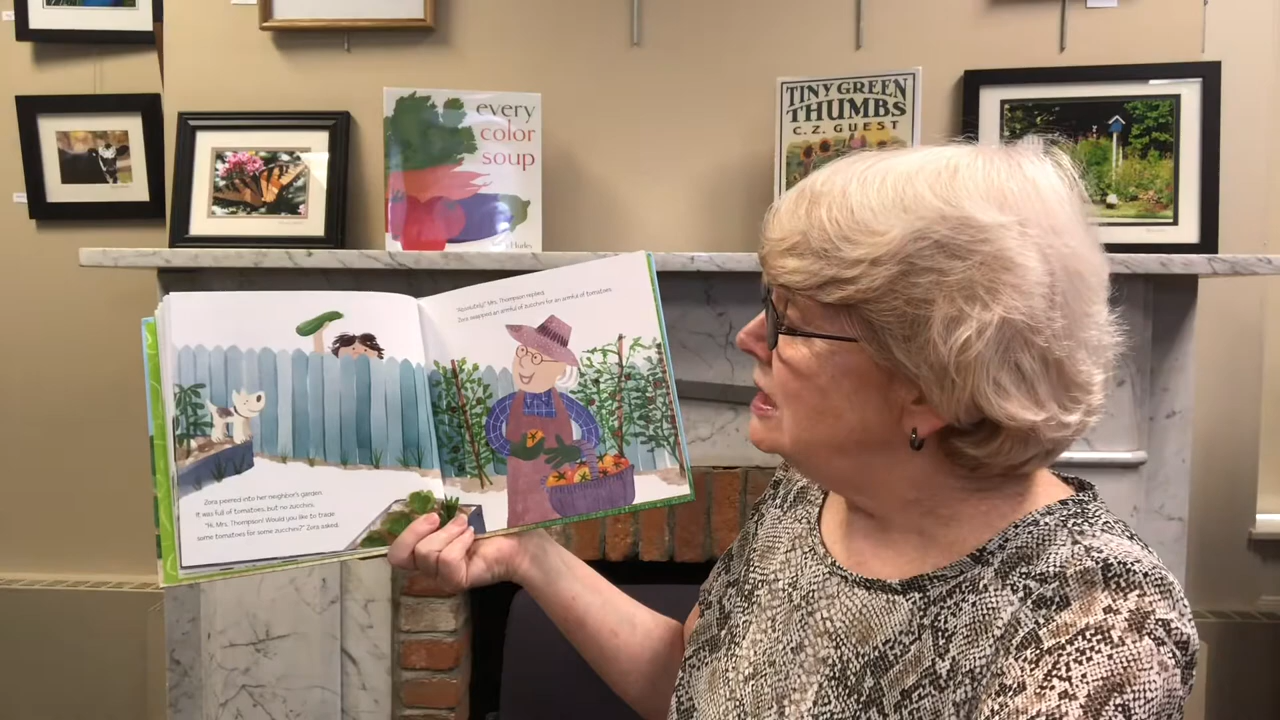 every
color
soup
Hurley
TINY GREEN
THUMBS
C. Z. GUEST
"Absolutely!" Mrs. Thompson replied.
Zora swapped an armful of zucchini for an armful of tomatoes.
Zora peered into her neighbor's garden.
It was full of tomatoes, but no zucchini.
"Hi, Mrs. Thompson! Would you like to trade
some tomatoes for some zucchini?" Zora asked.